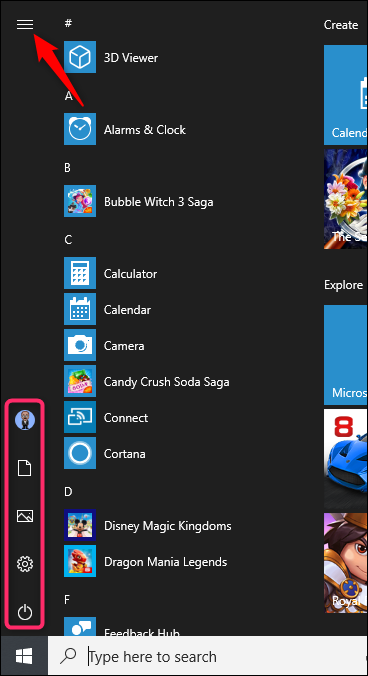 #
Create
3D Viewer
A
Alarms & Clock
Calend
B
Bubble Witch 3 Saga
The Se
C
Calculator
Explore
Calendar
Camera
Candy Crush Soda Saga
Micros
Connect
8
Cortana
D
Disney Magic Kingdoms
Dragon Mania Legends
Royal
F
Feedback Hub
Type here to search